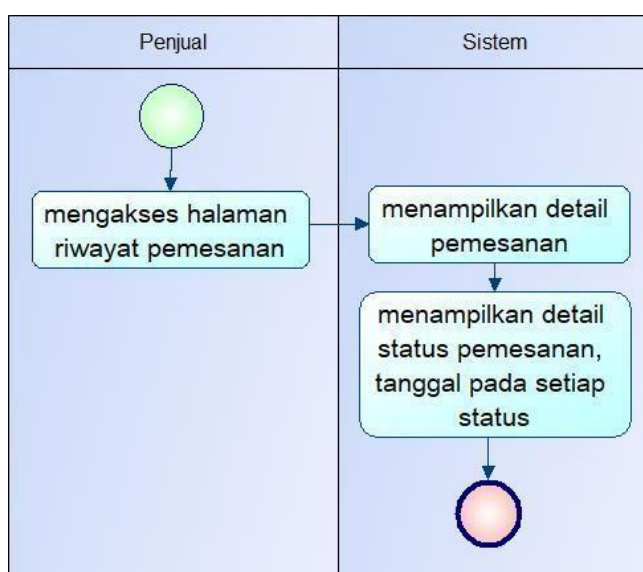 Penjual
Sistem
mengakses halaman
riwayat pemesanan
menampilkan detail
pemesanan
menampilkan detail
status pemesanan,
tanggal pada setiap
status